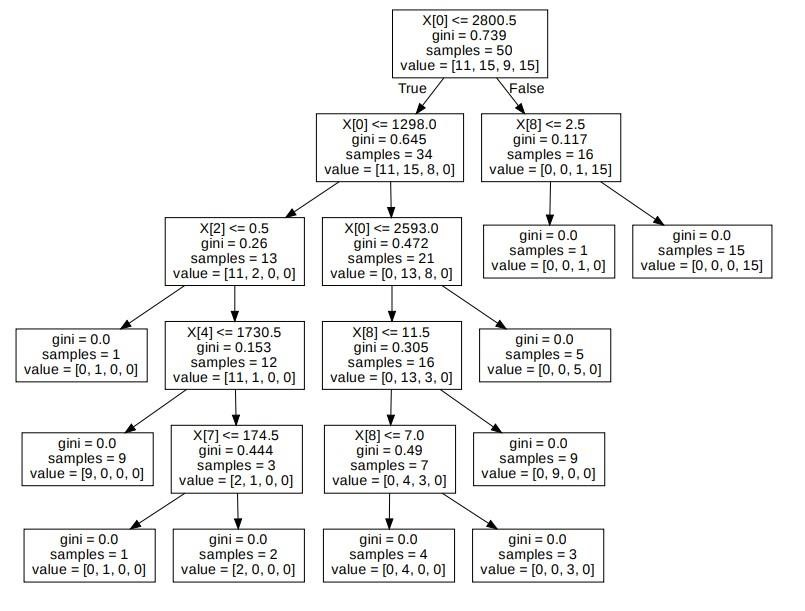 X[0] <= 2800.5
gini = 0.739
samples = 50
value = [11, 15, 9, 15]
True
False
X[0] <= 1298.0
gini = 0.645
samples = 34
value = [11, 15, 8, 0]
X[8] <= 2.5
gini = 0.117
samples = 16
value = [0, 0, 1, 15]
X[2] <= 0.5
gini = 0.26
samples = 13
value = [11, 2, 0, 0]
X[0] <= 2593.0
gini = 0.472
samples = 21
value = [0, 13, 8, 0]
gini = 0.0
samples = 1
value = [0, 0, 1, 0]
gini = 0.0
samples = 15
value = [0, 0, 0, 15]
gini = 0.0
samples = 1
value = [0, 1, 0, 0]
X[4] <= 1730.5
gini = 0.153
samples = 12
value = [11, 1, 0, 0]
X[8] <= 11.5
gini = 0.305
samples = 16
value = [0, 13, 3, 0]
gini = 0.0
samples = 5
value = [0, 0, 5, 0]
gini = 0.0
samples = 9
value = [9, 0, 0, 0]
X[7] <= 174.5
gini = 0.444
samples = 3
value = [2, 1, 0, 0]
X[8] <= 7.0
gini = 0.49
samples = 7
value = [0, 4, 3, 0]
gini = 0.0
samples = 9
value = [0, 9, 0, 0]
gini = 0.0
samples = 1
value = [0, 1, 0, 0]
gini = 0.0
samples = 2
value = [2, 0, 0, 0]
gini = 0.0
samples = 4
value = [0, 4, 0, 0]
gini = 0.0
samples = 3
value = [0, 0, 3, 0]